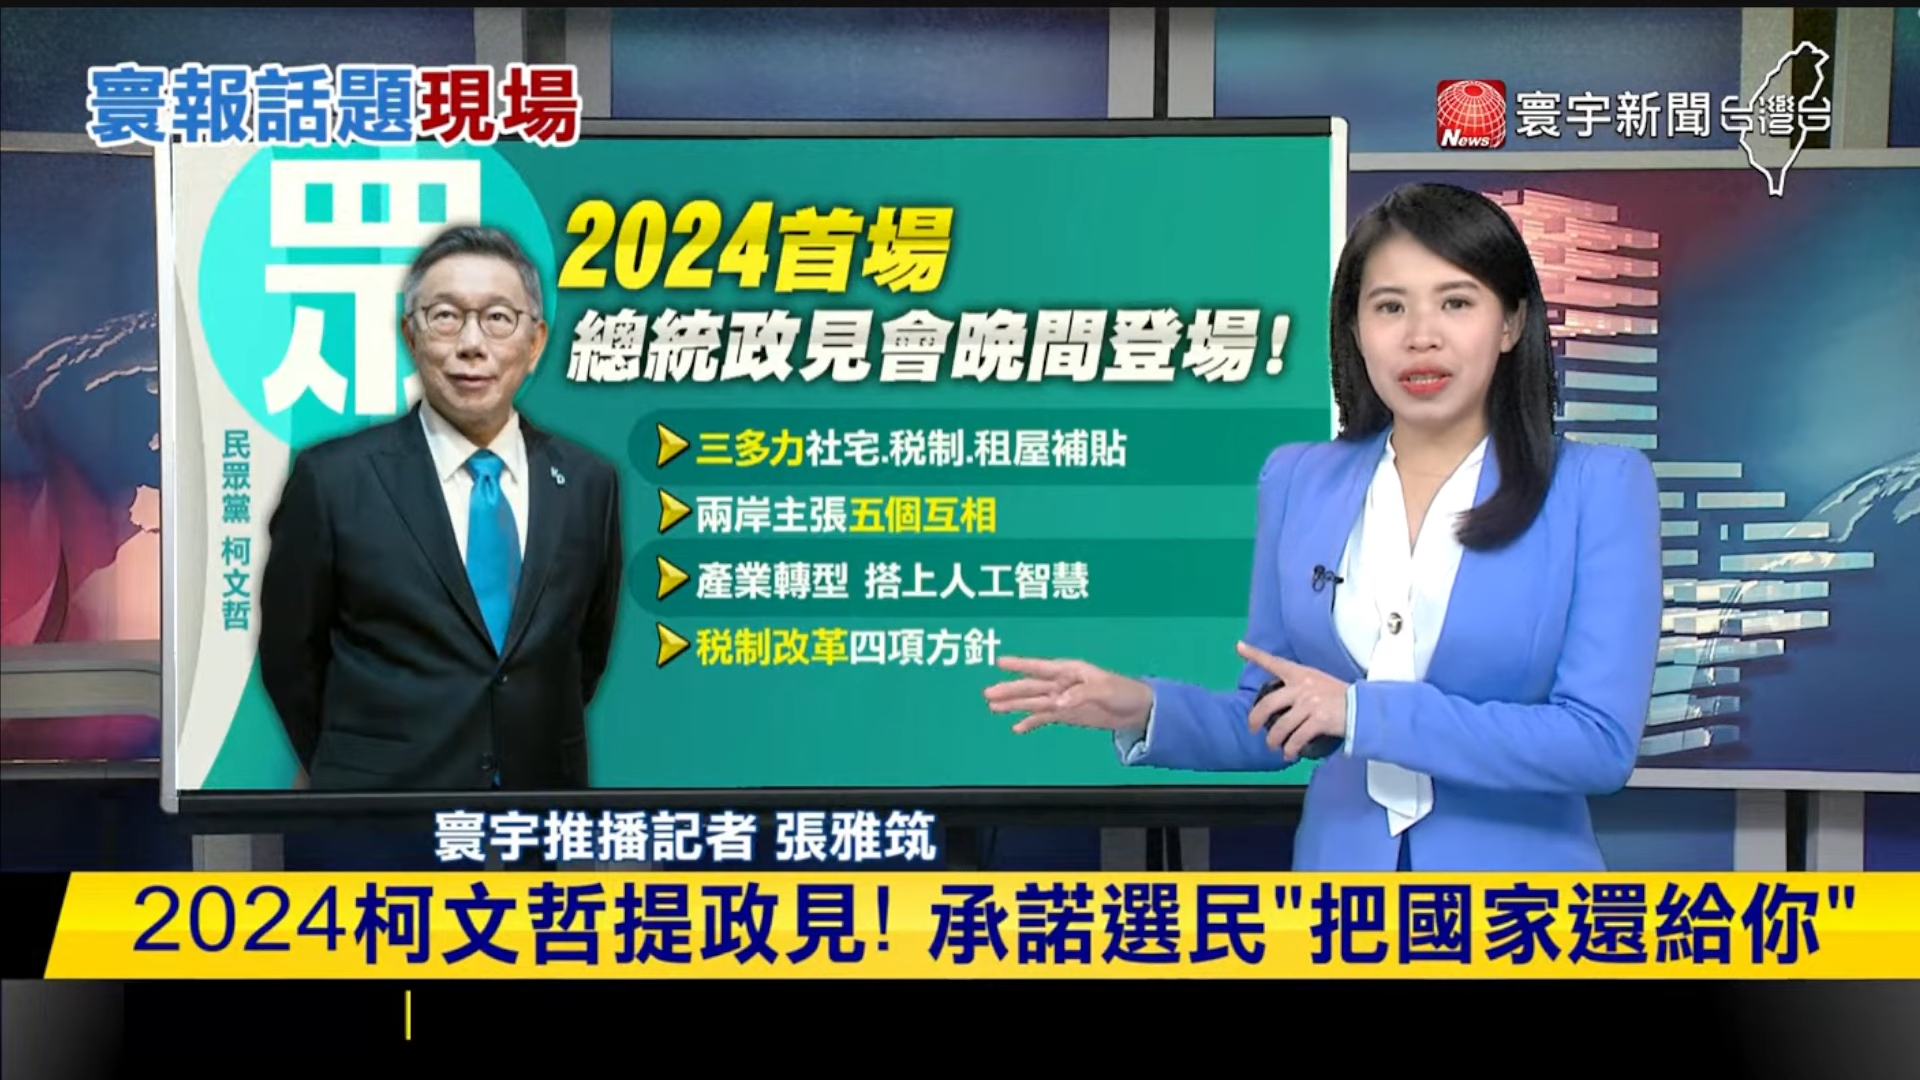 寰報話題現場
News 寰宇新聞 台灣台
眾
2024首場
總統政見會晚間登場!
三多力社宅.税制.租屋補貼
兩岸主張五個互相
產業轉型 搭上人工智慧
税制改革四項方針
民眾黨 柯文哲
寰宇推播記者 張雅筑
2024柯文哲提政見! 承諾選民"把國家還給你"